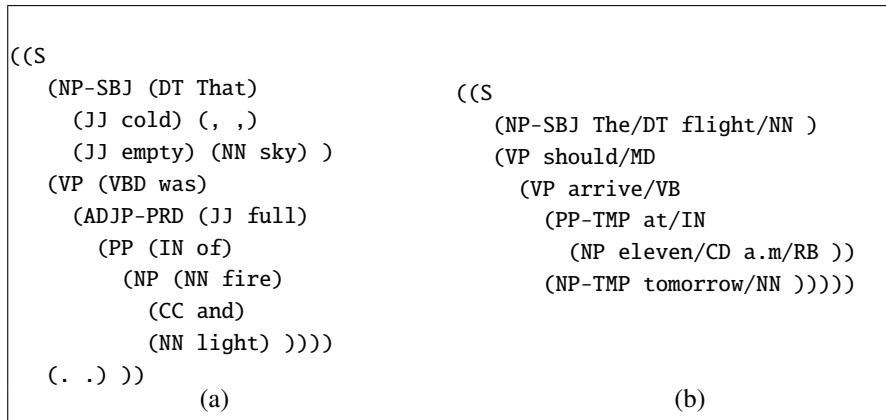 ((S
(NP-SBJ (DT That)
(JJ cold) (, ,)
(JJ empty) (NN sky) )
(VP (VBD was)
(ADJP-PRD (JJ full)
(PP (IN of)
(NP (NN fire)
(CC and)
(NN light) ))))
(. .) ))
(a)
((S
(NP-SBJ The/DT flight/NN )
(VP should/MD
(VP arrive/VB
(PP-TMP at/IN
(NP eleven/CD a.m/RB ))
(NP-TMP tomorrow/NN )))))
(b)